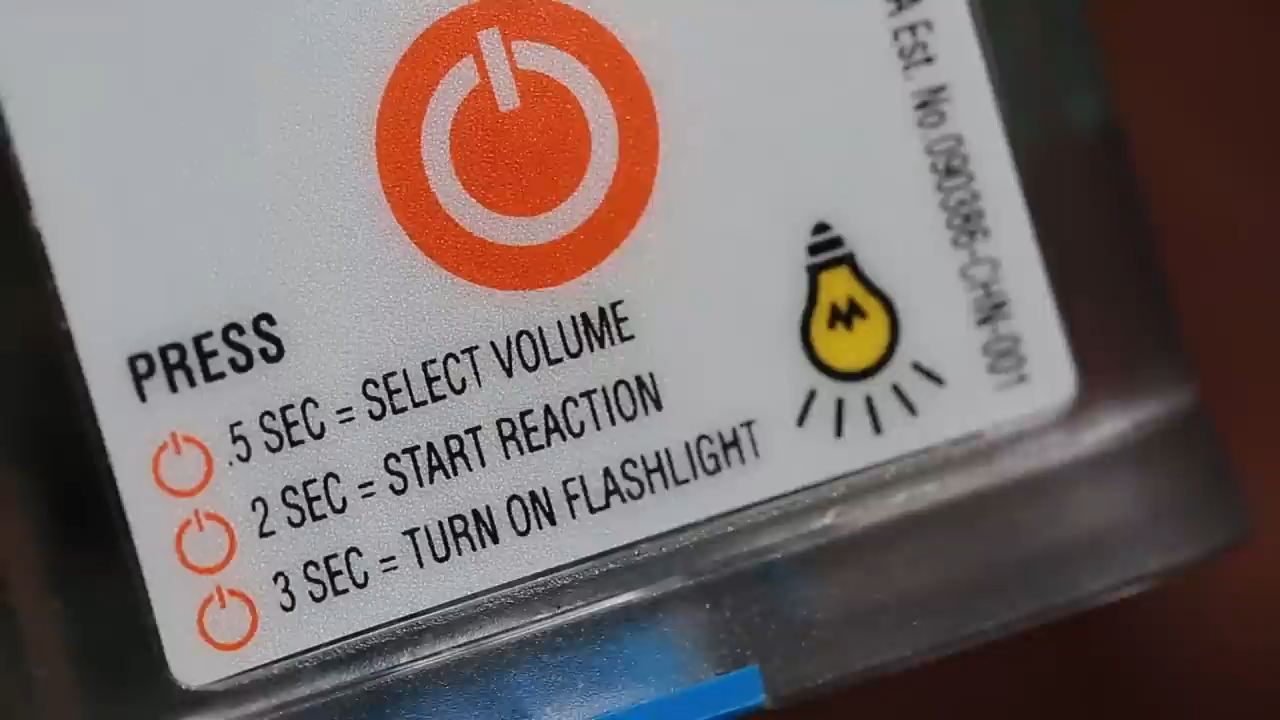 PRESS
.5 SEC = SELECT VOLUME
2 SEC = START REACTION
3 SEC = TURN ON FLASHLIGHT
A Est. No.090386-CHN-001